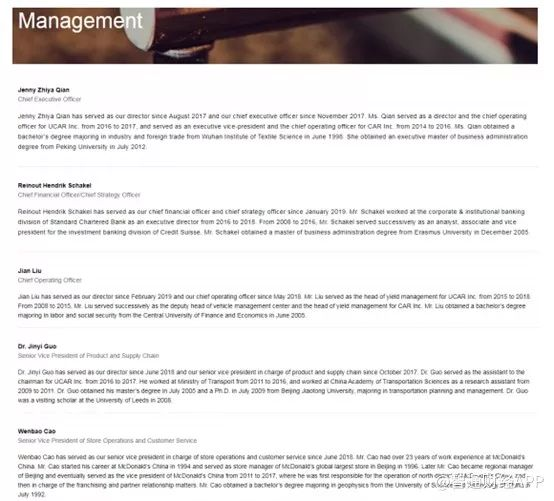 Management
Jenny Zhiya Qian
Chief Executive Officer
Jenny Zhiya Qian has served as our director since August 2017 and our chief executive officer since November 2017. Ms. Qian served as a director and the chief operating
officer for UCAR Inc. from 2016 to 2017, and served as an executive vice-president and the chief operating officer for CAR Inc. from 2014 to 2016. Ms. Qian obtained a
bachelor's degree majoring in industry and foreign trade from Wuhan Institute of Textile Science in June 1998. She obtained an executive master of business administration
degree from Peking University in July 2012.
Reinout Hendrik Schakel
Chief Financial Officer/Chief Strategy Officer
Reinout Hendrik Schakel has served as our chief financial officer and chief strategy officer since January 2019. Mr. Schakel worked at the corporate & institutional banking
division of Standard Chartered Bank as an executive director from 2016 to 2018. From 2008 to 2016, Mr. Schakel served successively as an analyst, associate and vice
president for the investment banking division of Credit Suisse. Mr. Schakel obtained a master of business administration degree from Erasmus University in December 2005.
Jian Liu
Chief Operating Officer
Jian Liu has served as our director since February 2019 and our chief operating officer since May 2018. Mr. Liu served as the head of yield management for UCAR Inc. from 2015 to 2018.
From 2008 to 2015, Mr. Liu served successively as the deputy head of vehicle management center and the head of yield management for CAR Inc. Mr. Liu obtained a bachelor's degree
majoring in labor and social security from the Central University of Finance and Economics in June 2005.
Dr. Jinyi Guo
Senior Vice President of Product and Supply Chain
Dr. Jinyi Guo has served as our director since June 2018 and our senior vice president in charge of product and supply chain since October 2017. Dr. Guo served as the assistant to the
chairman for UCAR Inc. from 2016 to 2017. He worked at Ministry of Transport from 2011 to 2016, and worked at China Academy of Transportation Sciences as a research assistant from
2009 to 2011. Dr. Guo obtained his master's degree in July 2005 and a Ph.D. in July 2009 from Beijing Jiaotong University, majoring in transportation planning and management. Dr. Guo
was a visiting scholar at the University of Leeds in 2008.
Wenbao Cao
Senior Vice President of Store Operations and Customer Service
Wenbao Cao has served as our senior vice president in charge of store operations and customer service since June 2018. Mr. Cao had over 23 years of work experience at McDonald's
China. Mr. Cao started his career at McDonald's China in 1994 and served as store manager of McDonald's global largest store in Beijing in 1996. Later Mr. Cao became regional manager
of Beijing and eventually served as the vice president of McDonald's China from 2011 to 2017, where he was first responsible for the operation of north and
then in charge of the franchising and partner relationship matters. Mr. Cao obtained a bachelor's degree majoring in geophysics from the University of Science and in
July 1992.